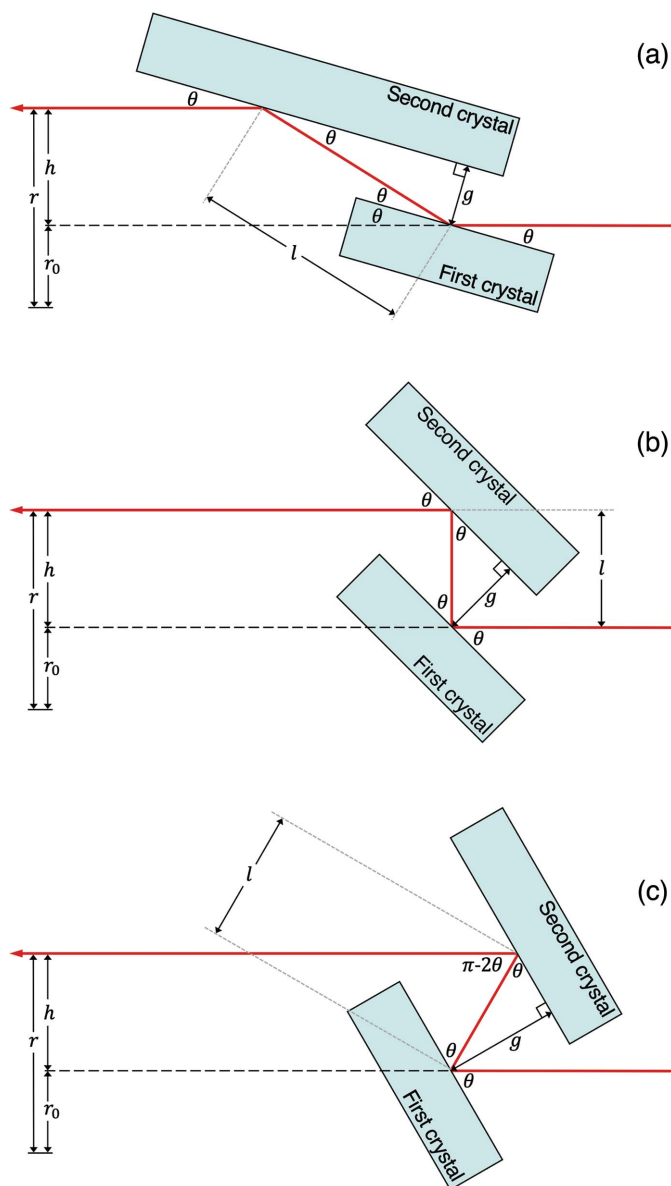 (a)
Second crystal
θ
θ
h
θ
g
r
θ
θ
l
r₀
First crystal
(b)
Second crystal
θ
θ
h
l
r
g
θ
θ
r₀
First crystal
(c)
l
Second crystal
π-2θ
θ
h
r
g
θ
θ
r₀
First crystal